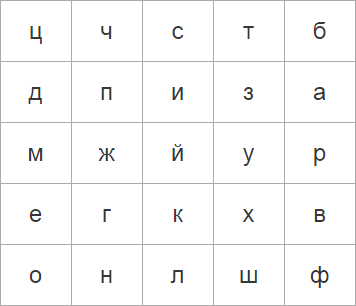 ц ч с т б
д п и з а
м ж й у р
е г к х в
о н л ш ф